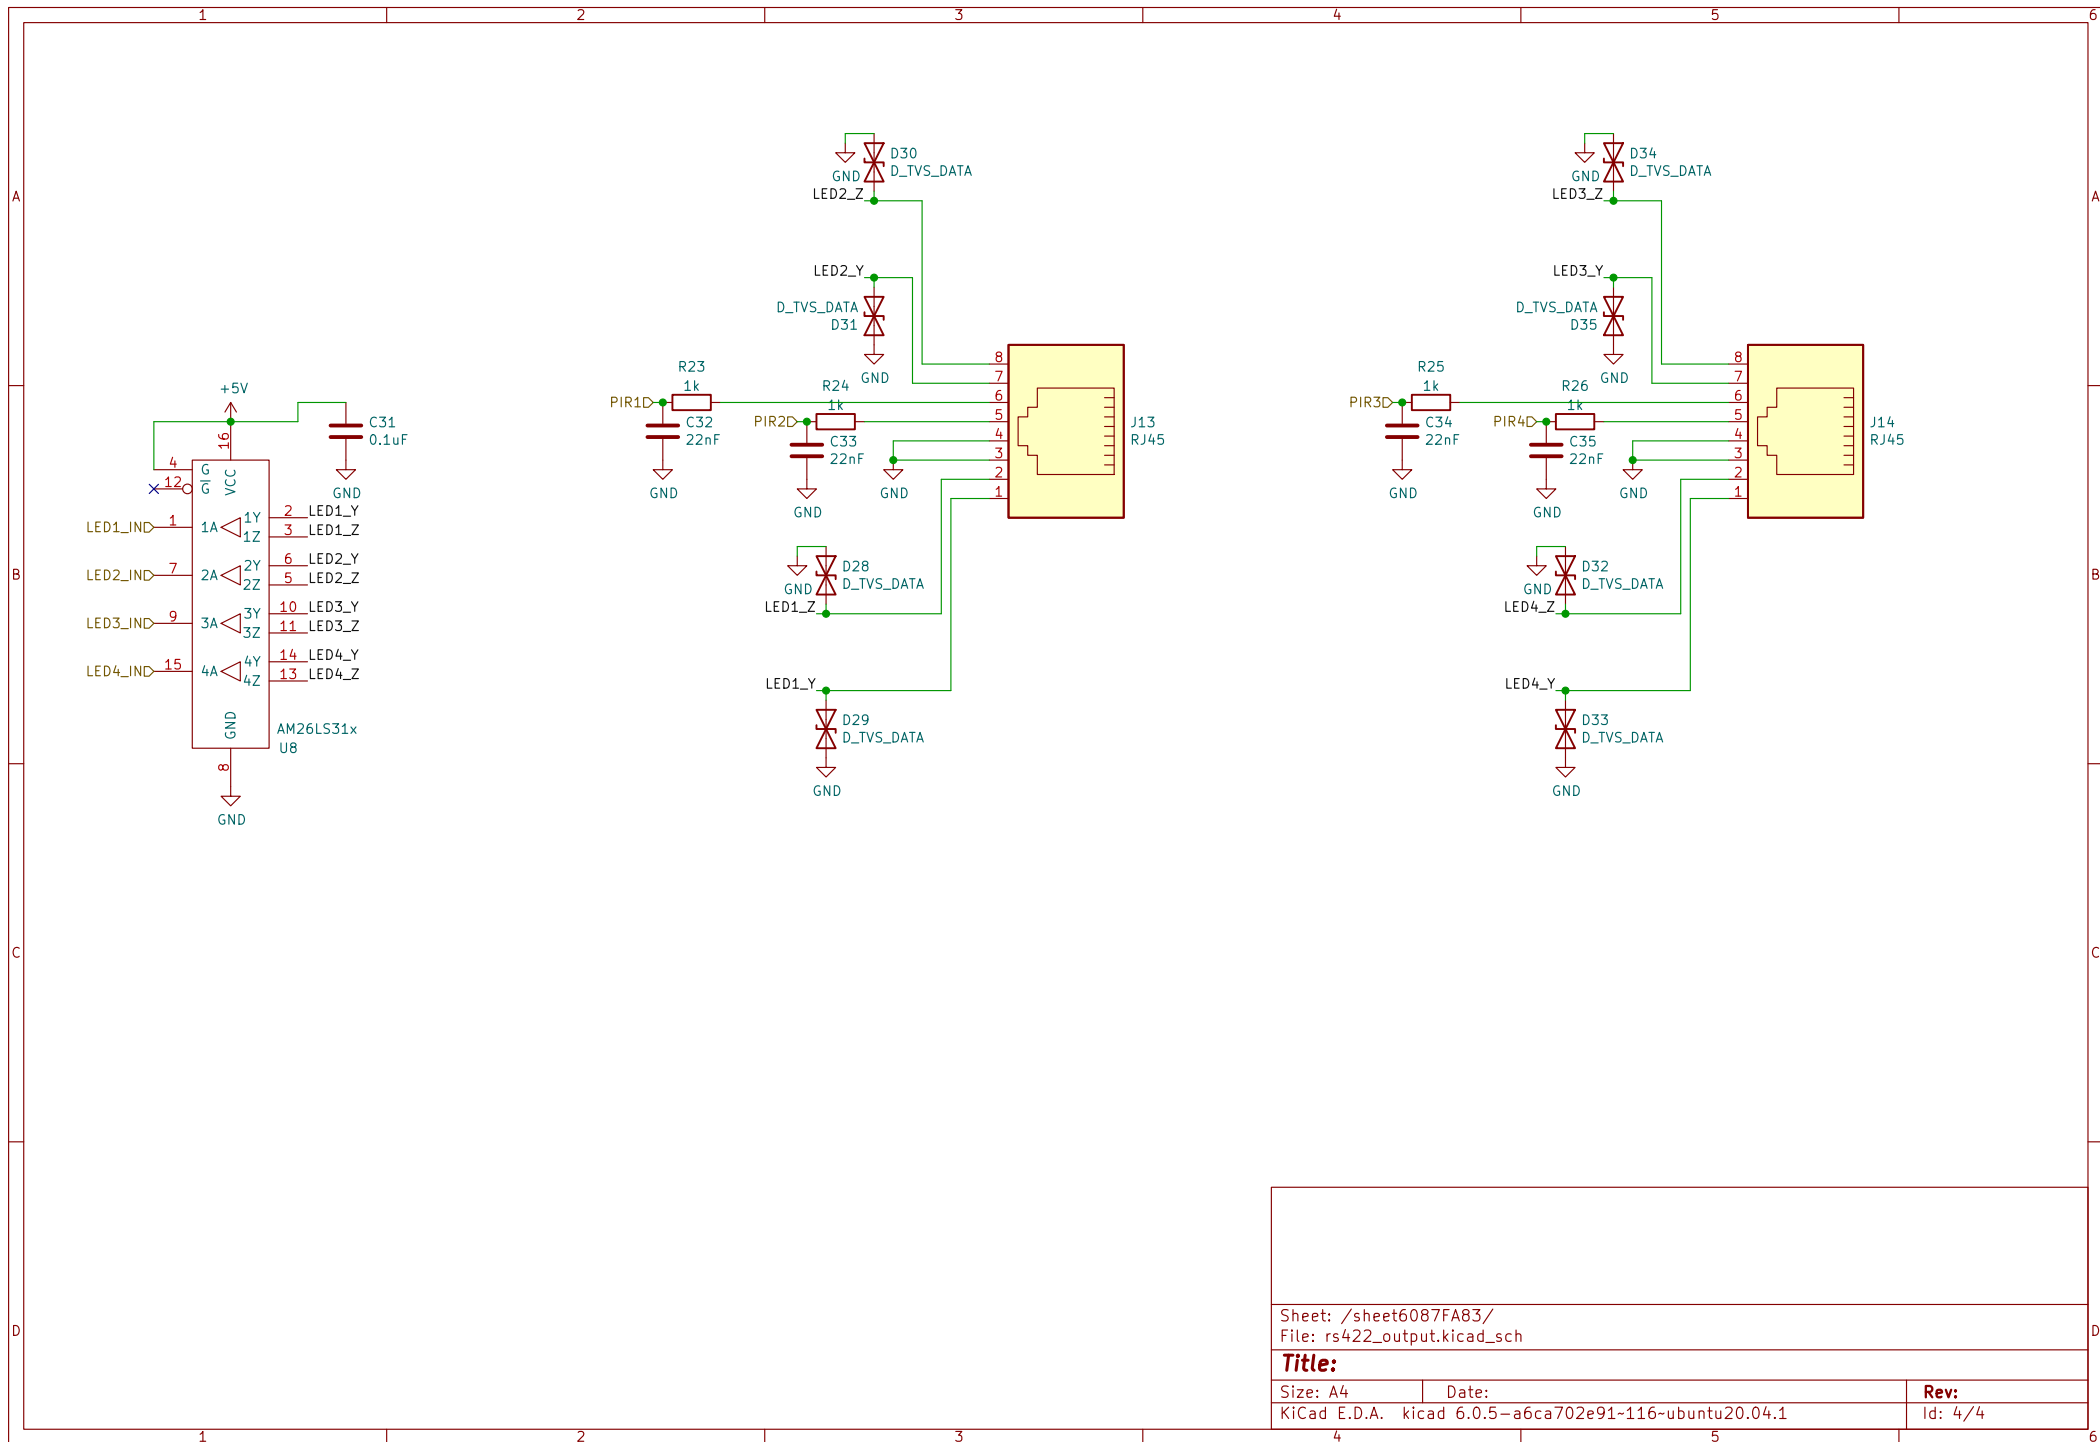 1 2 3 4 5 6
A
B
C
D
A
B
C
D
1 2 3 4 5 6
+5V
C31
0.1uF
GND
16
VCC
4 G
12 G
LED1_IN 1 1A
1Y 2 LED1_Y
1Z 3 LED1_Z
LED2_IN 7 2A
2Y 6 LED2_Y
2Z 5 LED2_Z
LED3_IN 9 3A
3Y 10 LED3_Y
3Z 11 LED3_Z
LED4_IN 15 4A
4Y 14 LED4_Y
4Z 13 LED4_Z
GND
8
GND
AM26LS31x
U8
D30
D_TVS_DATA
GND
LED2_Z
LED2_Y
D_TVS_DATA
D31
GND
R23
1k
PIR1
C32
22nF
GND
R24
1k
PIR2
C33
22nF
GND
GND
8
7
6
5
4
3
2
1
J13
RJ45
D28
D_TVS_DATA
GND
LED1_Z
LED1_Y
D29
D_TVS_DATA
GND
D34
D_TVS_DATA
GND
LED3_Z
LED3_Y
D_TVS_DATA
D35
GND
R25
1k
PIR3
C34
22nF
GND
R26
1k
PIR4
C35
22nF
GND
GND
8
7
6
5
4
3
2
1
J14
RJ45
D32
D_TVS_DATA
GND
LED4_Z
LED4_Y
D33
D_TVS_DATA
GND
Sheet: /sheet6087FA83/
File: rs422_output.kicad_sch
Title:
Size: A4 Date: Rev:
KiCad E.D.A. kicad 6.0.5-a6ca702e91~116~ubuntu20.04.1 Id: 4/4